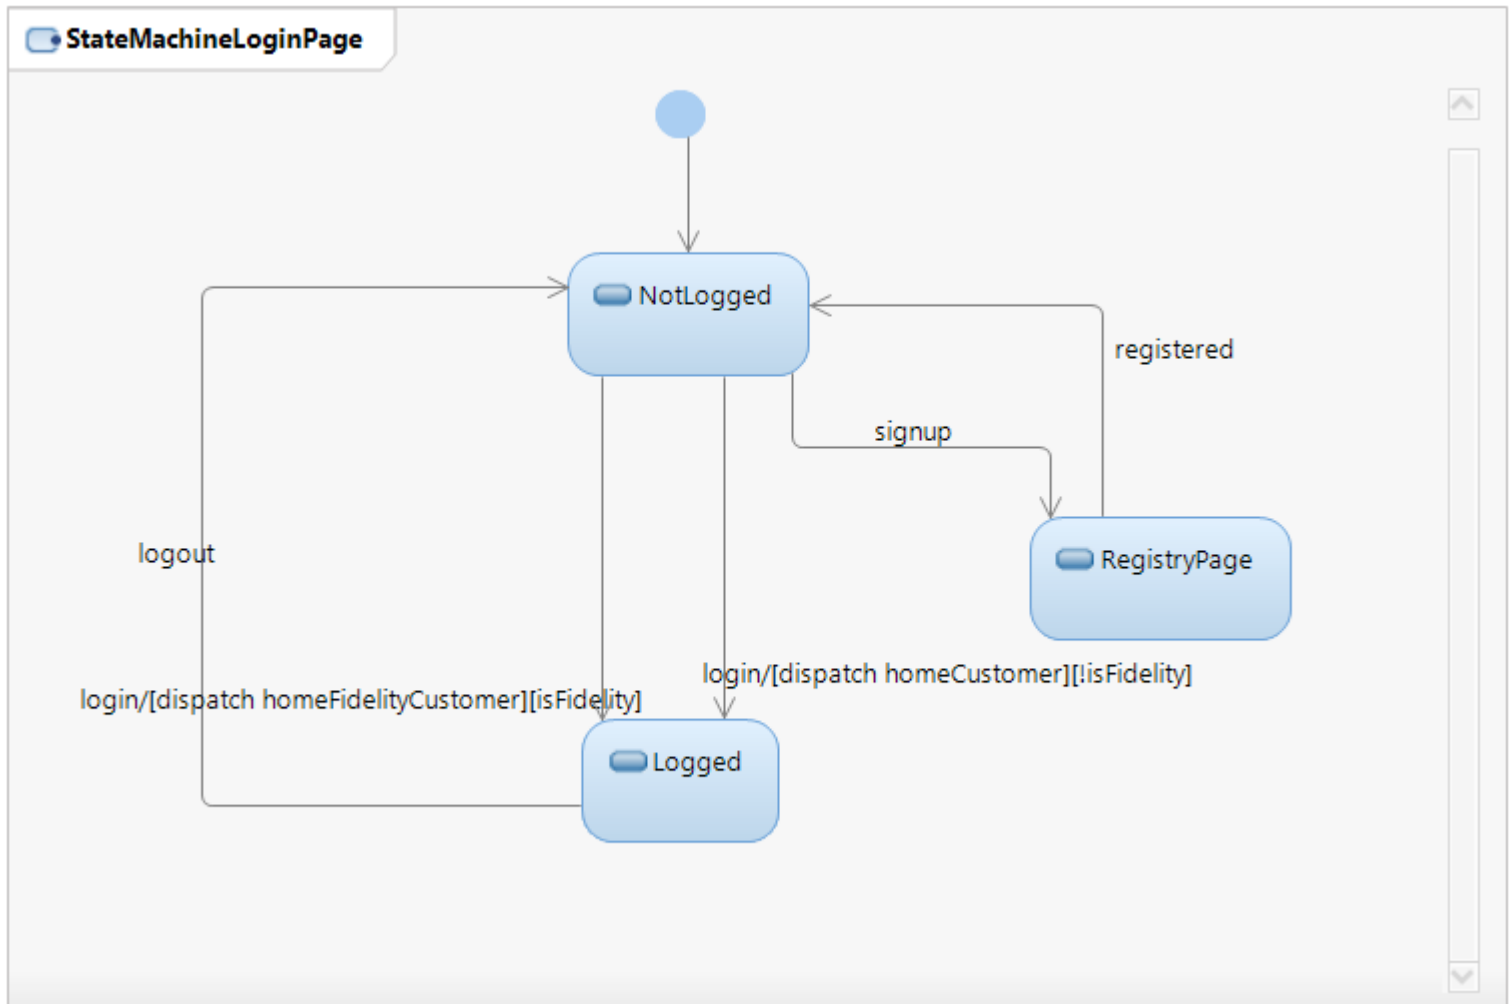 StateMachineLoginPage
NotLogged
registered
signup
logout
RegistryPage
login/[dispatch homeCustomer][!isFidelity]
login/[dispatch homeFidelityCustomer][isFidelity]
Logged